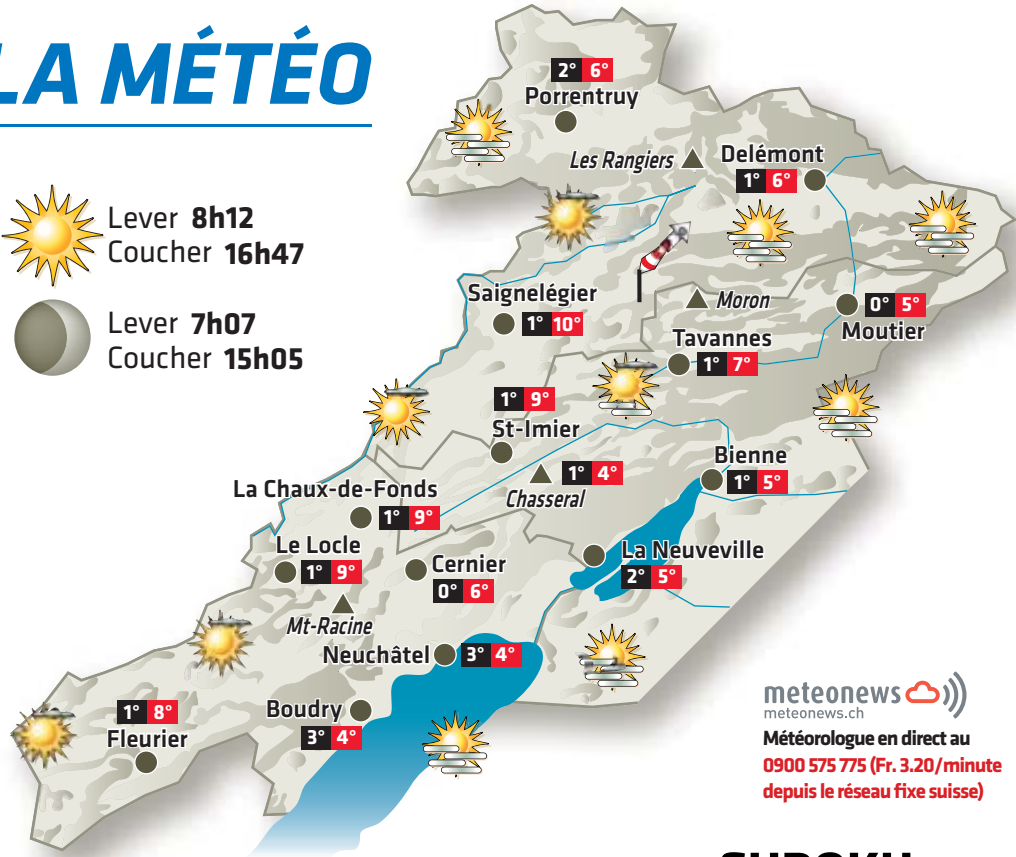 LA MÉTÉO
Lever 8h12
Coucher 16h47
Lever 7h07
Coucher 15h05
2° 6°
Porrentruy
Les Rangiers
Delémont
1° 6°
Saignelégier
1° 10°
Moron
0° 5°
Moutier
Tavannes
1° 7°
1° 9°
St-Imier
1° 4°
Chasseral
Bienne
1° 5°
La Chaux-de-Fonds
1° 9°
Le Locle
1° 9°
Cernier
0° 6°
La Neuveville
2° 5°
Mt-Racine
Neuchâtel 3° 4°
Boudry
3° 4°
1° 8°
Fleurier
meteonews
meteonews.ch
Météorologue en direct au
0900 575 775 (Fr. 3.20/minute
depuis le réseau fixe suisse)